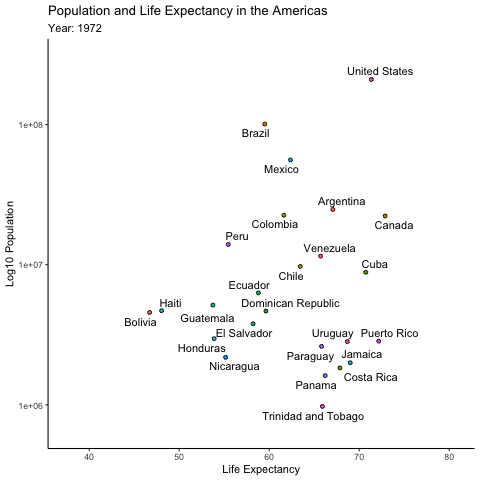 Population and Life Expectancy in the Americas
Year: 1972
United States
1e+08
Brazil
Mexico
Argentina
Colombia
Canada
Peru
Venezuela
1e+07
Cuba
Chile
Ecuador
Haiti
Dominican Republic
Bolivia
Guatemala
El Salvador
Uruguay
Puerto Rico
Honduras
Paraguay
Jamaica
Nicaragua
Costa Rica
Panama
1e+06
Trinidad and Tobago
Log10 Population
40 50 60 70 80
Life Expectancy